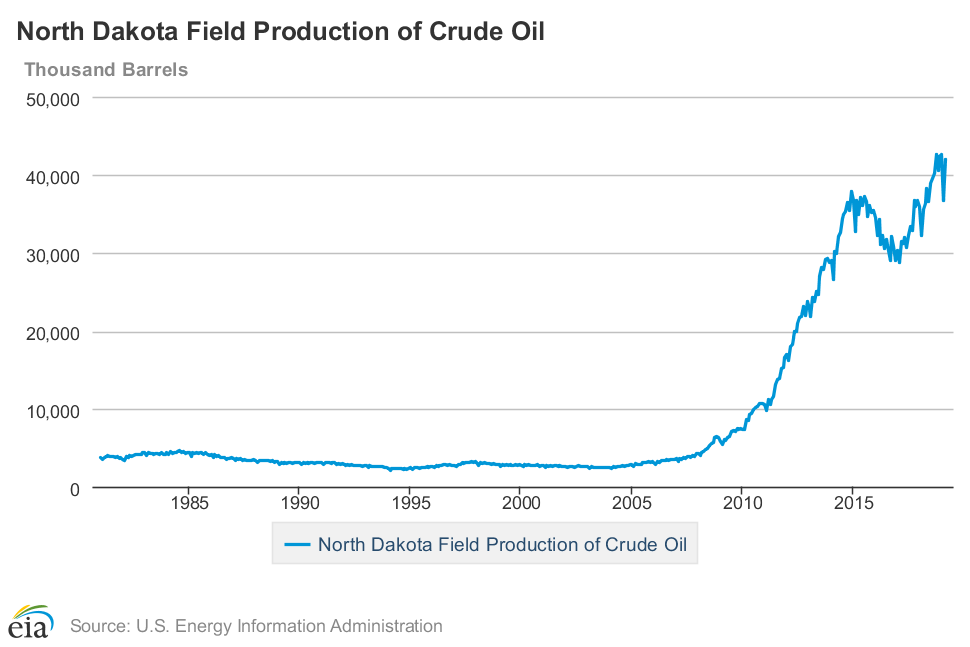 North Dakota Field Production of Crude Oil
Thousand Barrels
50,000
40,000
30,000
20,000
10,000
0
1985 1990 1995 2000 2005 2010 2015
North Dakota Field Production of Crude Oil
eia Source: U.S. Energy Information Administration